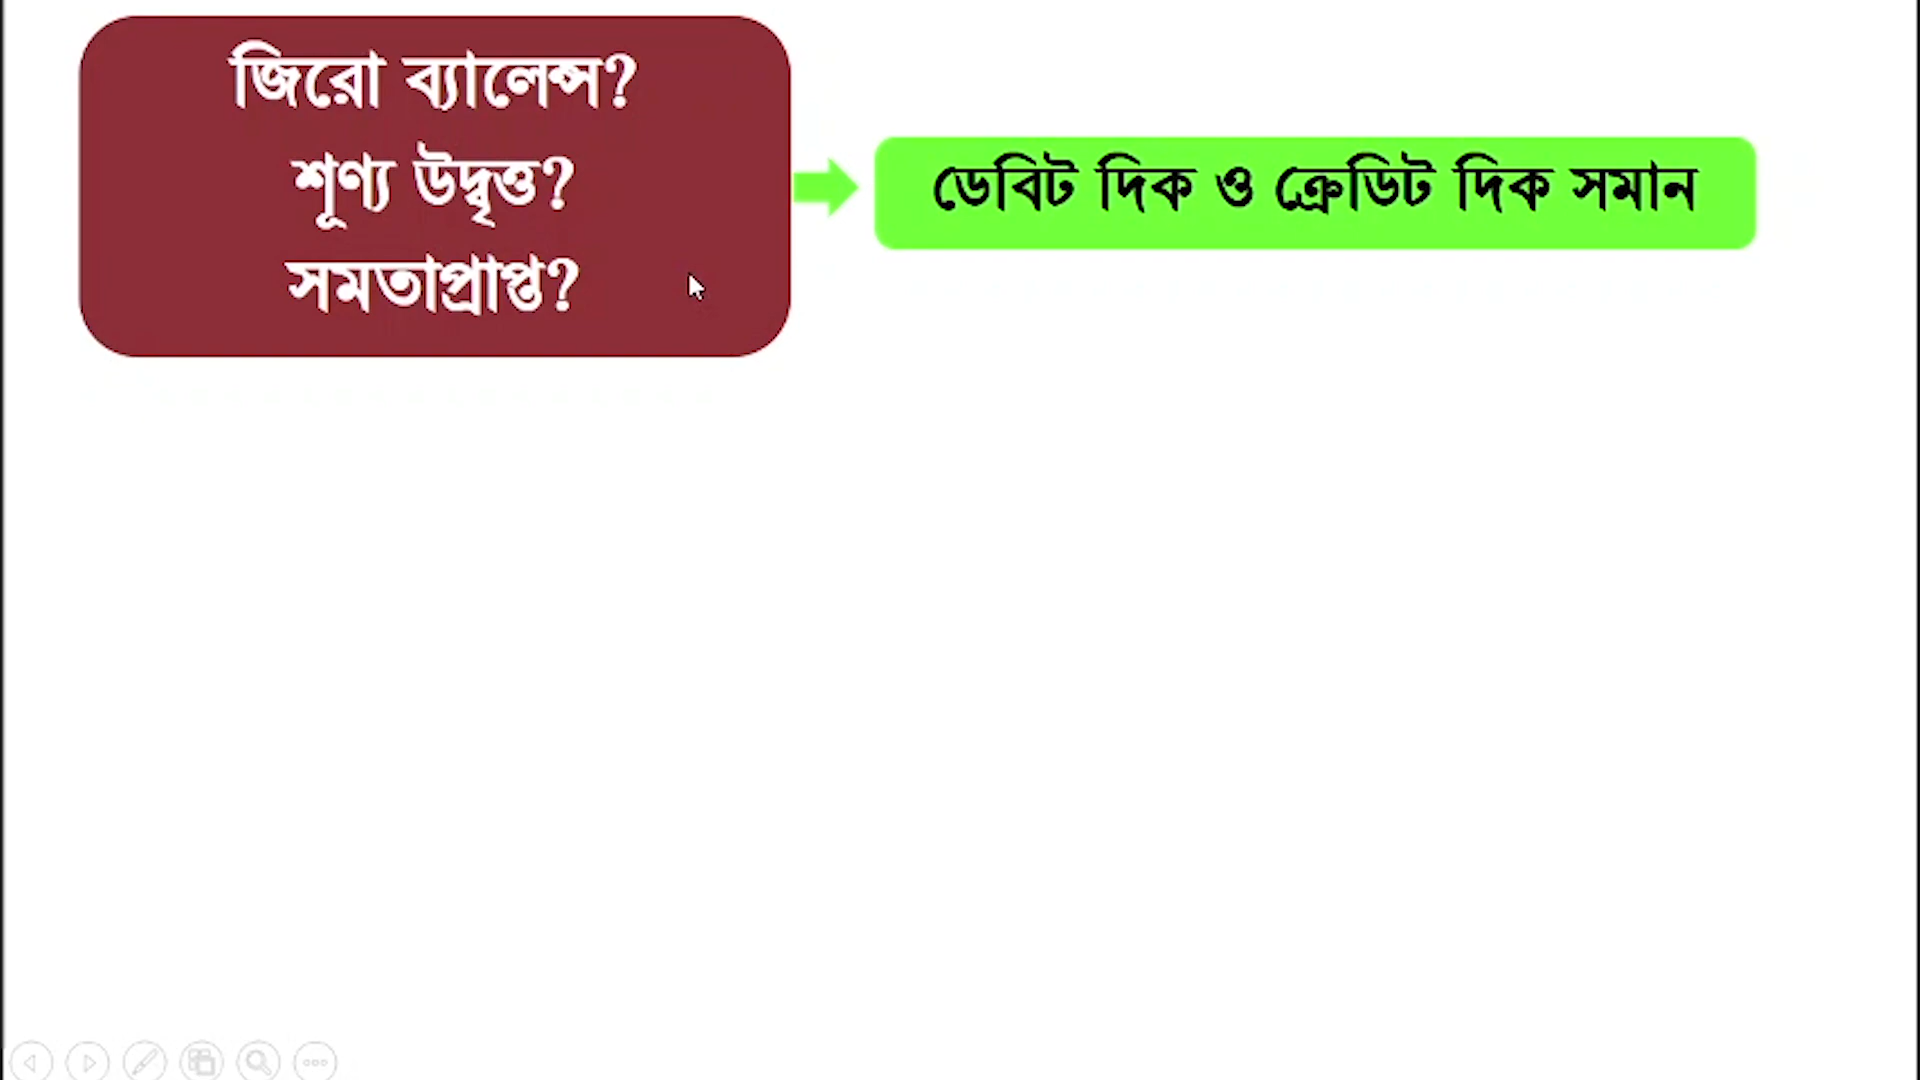 জিরো ব্যালেন্স?
শূণ্য উদ্বৃত্ত?
সমতাপ্রাপ্ত?
ডেবিট দিক ও ক্রেডিট দিক সমান